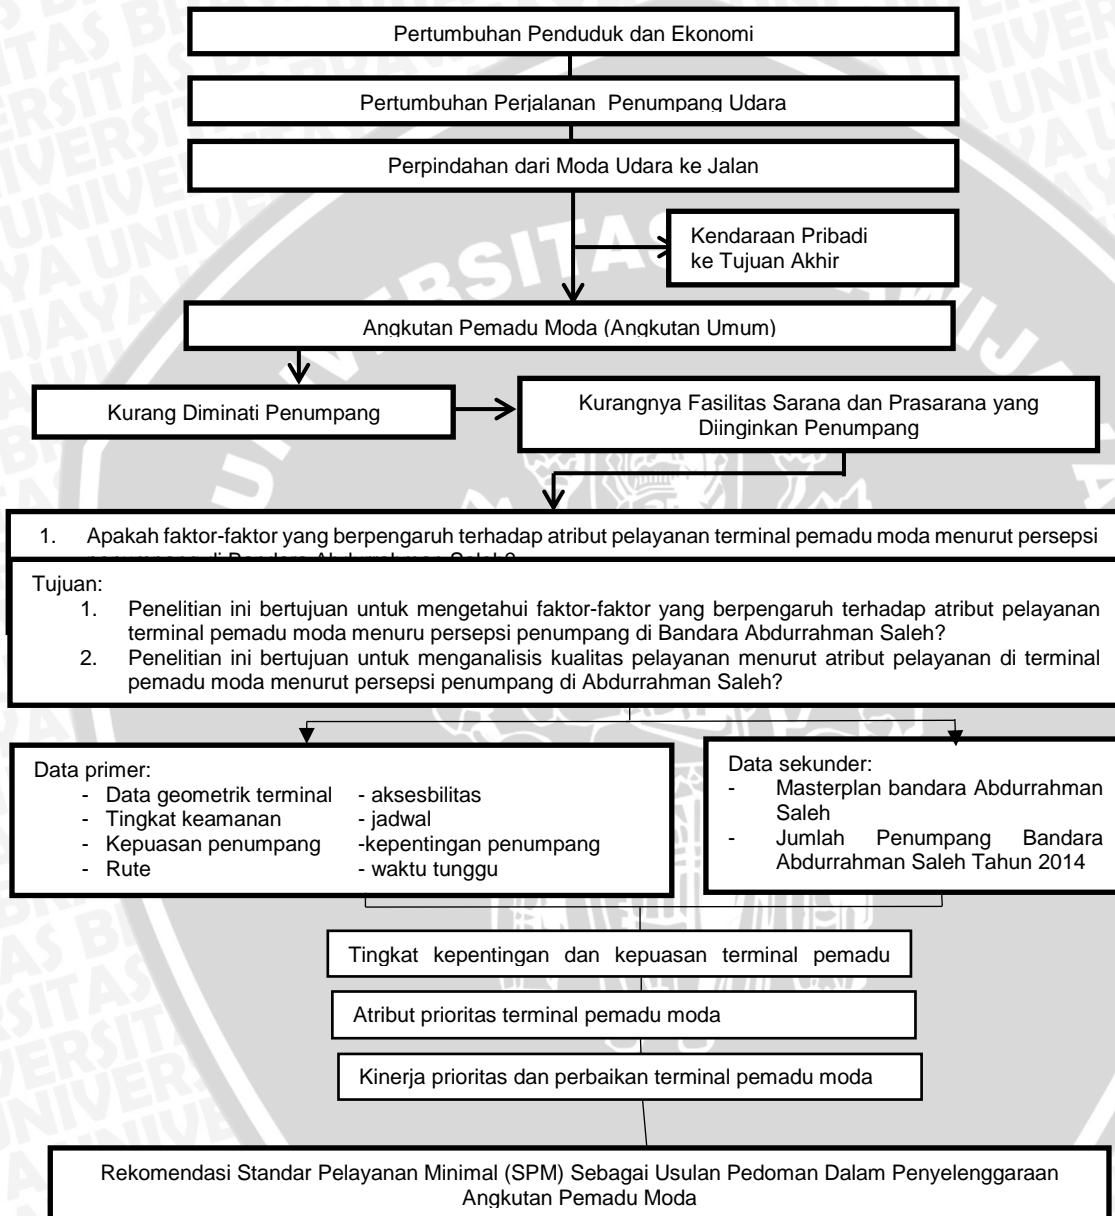 Pertumbuhan Penduduk dan Ekonomi
Pertumbuhan Perjalanan Penumpang Udara
Perpindahan dari Moda Udara ke Jalan
Kendaraan Pribadi
ke Tujuan Akhir
Angkutan Pemadu Moda (Angkutan Umum)
Kurang Diminati Penumpang
Kurangnya Fasilitas Sarana dan Prasarana yang
Diinginkan Penumpang
1. Apakah faktor-faktor yang berpengaruh terhadap atribut pelayanan terminal pemadu moda menurut persepsi
penumpang di Bandara Abdurrahman Saleh?
Tujuan:
1. Penelitian ini bertujuan untuk mengetahui faktor-faktor yang berpengaruh terhadap atribut pelayanan
terminal pemadu moda menuru persepsi penumpang di Bandara Abdurrahman Saleh?
2. Penelitian ini bertujuan untuk menganalisis kualitas pelayanan menurut atribut pelayanan di terminal
pemadu moda menurut persepsi penumpang di Abdurrahman Saleh?
Data primer:
- Data geometrik terminal - aksesbilitas
- Tingkat keamanan - jadwal
- Kepuasan penumpang -kepentingan penumpang
- Rute - waktu tunggu
Data sekunder:
- Masterplan bandara Abdurrahman
Saleh
- Jumlah Penumpang Bandara
Abdurrahman Saleh Tahun 2014
Tingkat kepentingan dan kepuasan terminal pemadu
Atribut prioritas terminal pemadu moda
Kinerja prioritas dan perbaikan terminal pemadu moda
Rekomendasi Standar Pelayanan Minimal (SPM) Sebagai Usulan Pedoman Dalam Penyelenggaraan
Angkutan Pemadu Moda